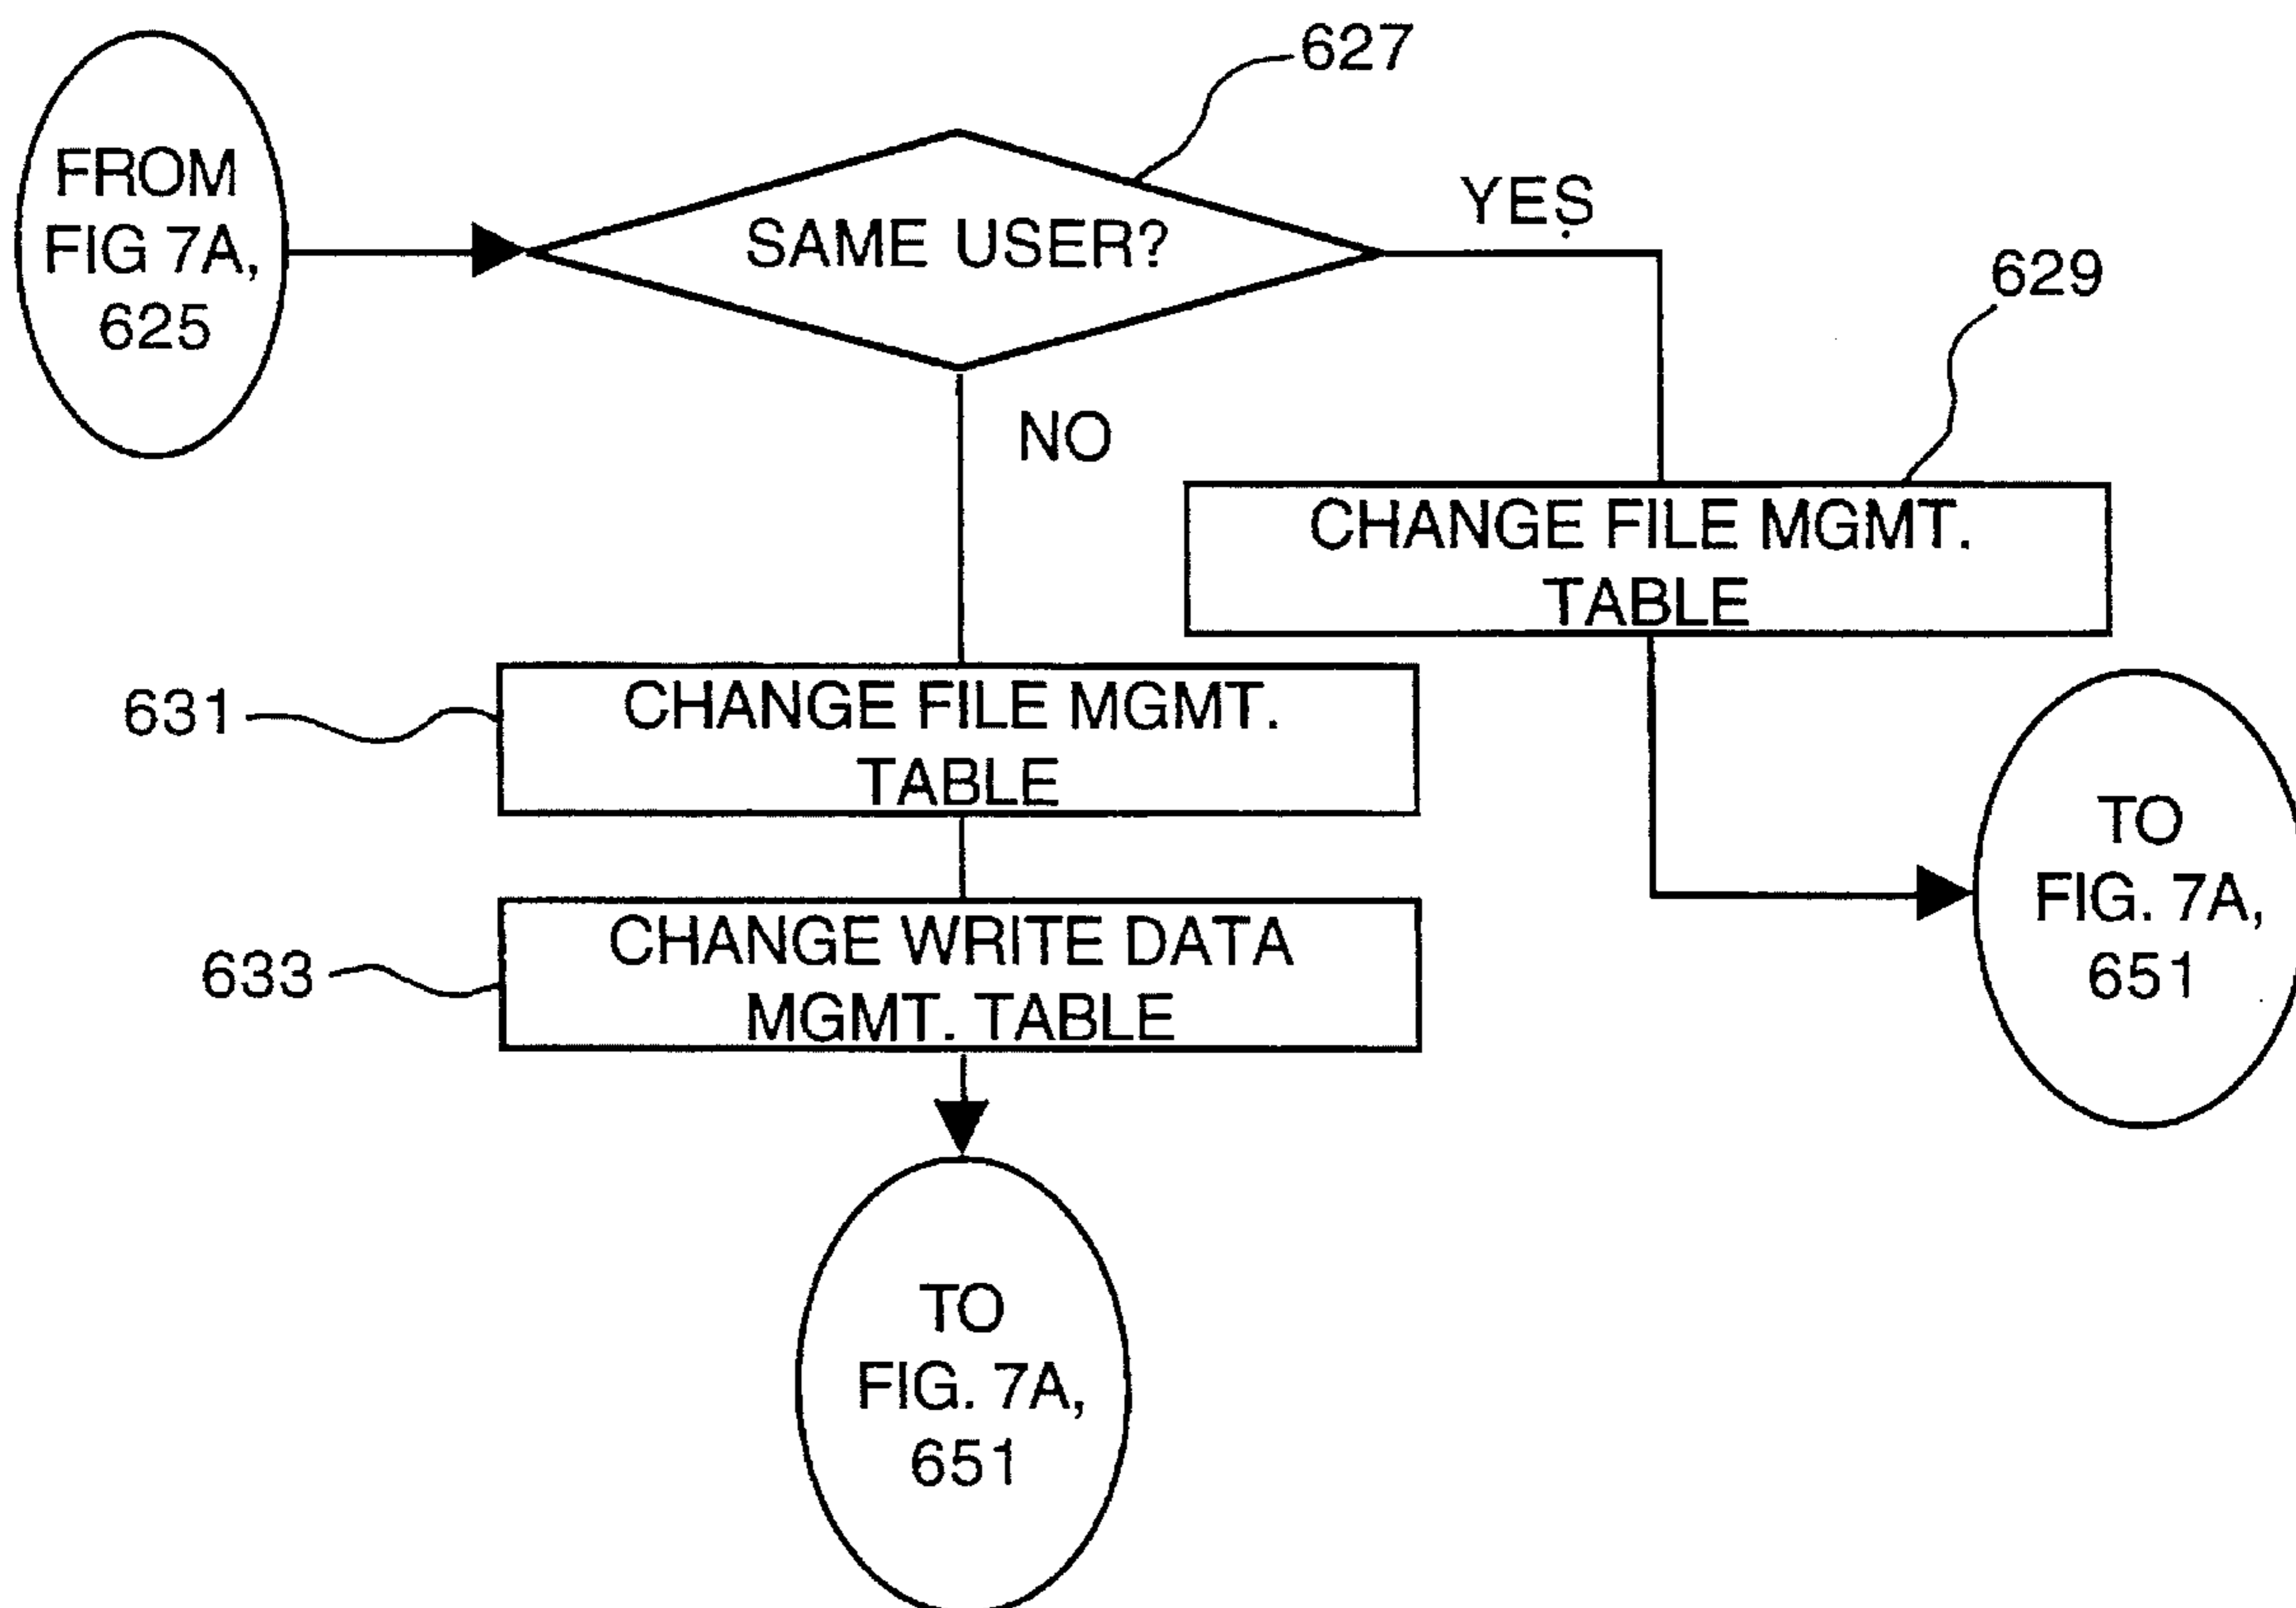 FROM
FIG 7A,
625
627
SAME USER?
YES
NO
629
CHANGE FILE MGMT.
TABLE
631
CHANGE FILE MGMT.
TABLE
633
CHANGE WRITE DATA
MGMT. TABLE
TO
FIG. 7A,
651
TO
FIG. 7A,
651